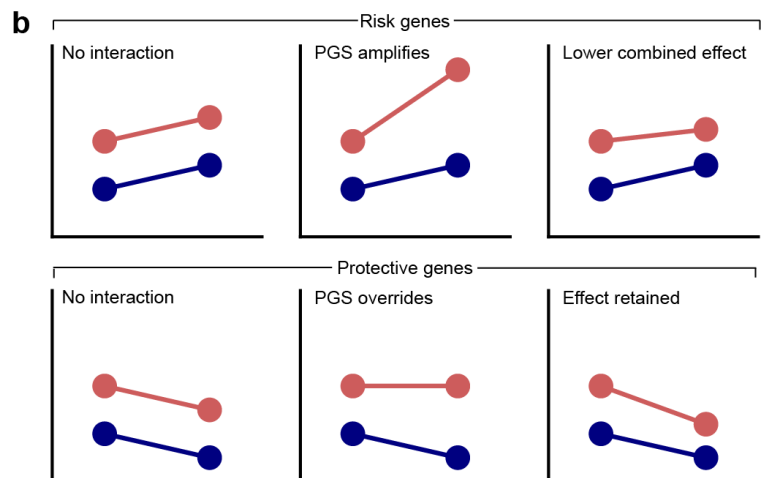 b
Risk genes
No interaction
PGS amplifies
Lower combined effect
Protective genes
No interaction
PGS overrides
Effect retained